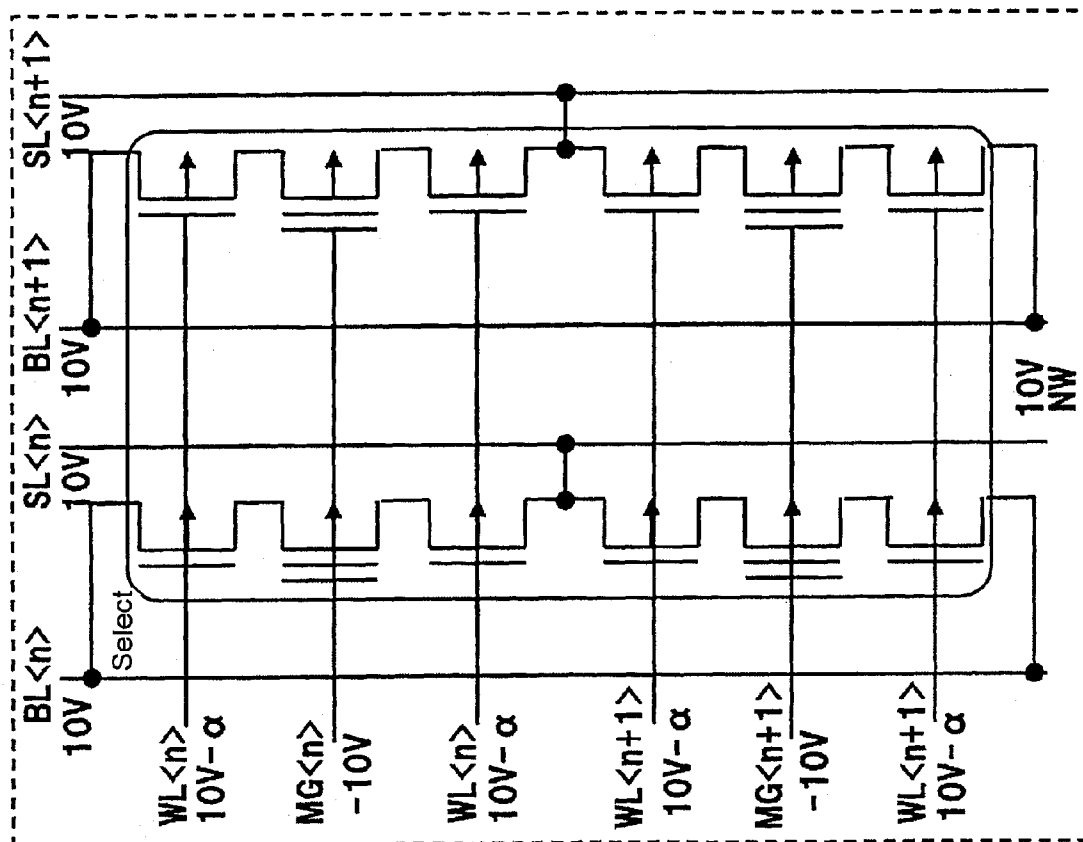 BL<n>
10V
SL<n>
10V
BL<n+1>
10V
SL<n+1>
10V
Select
WL<n>
10V-α
MG<n>
-10V
WL<n>
10V-α
WL<n+1>
10V-α
MG<n+1>
-10V
WL<n+1>
10V-α
10V
NW